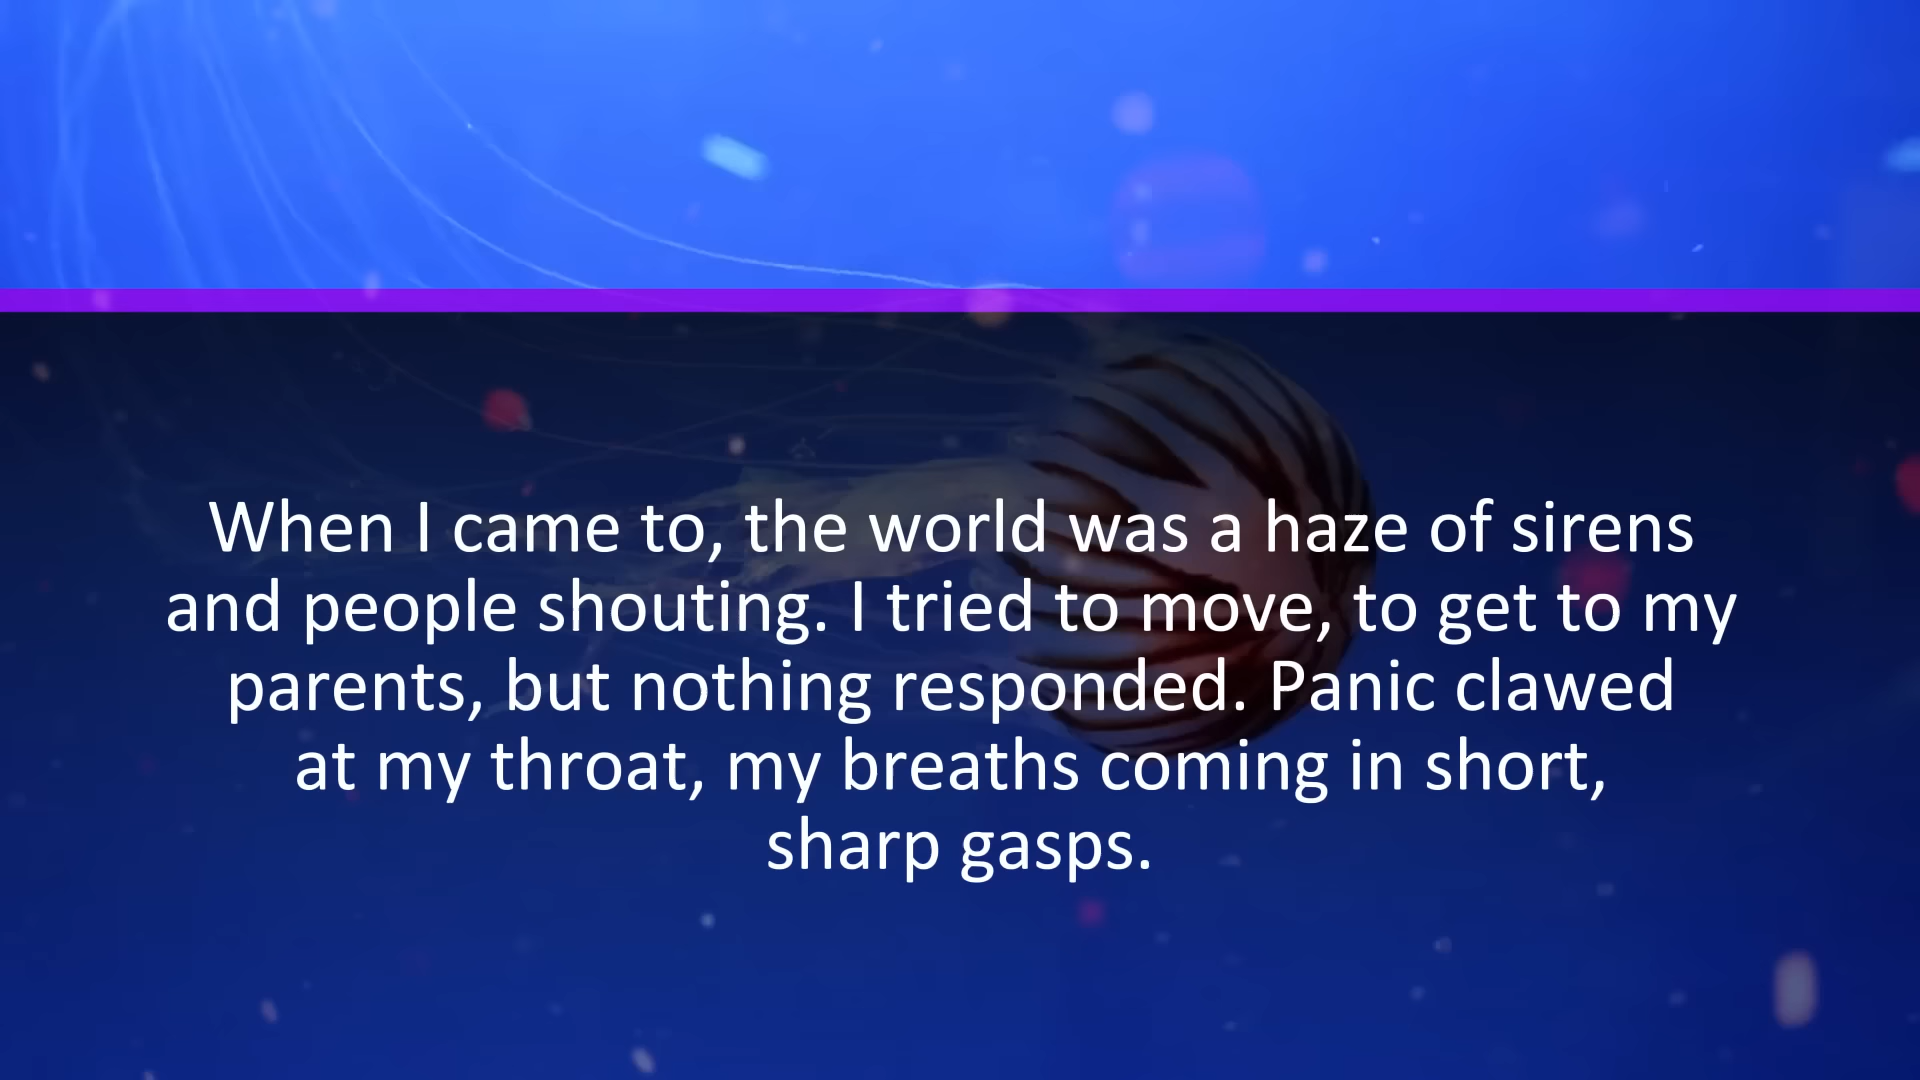 When I came to, the world was a haze of sirens
and people shouting. I tried to move, to get to my
parents, but nothing responded. Panic clawed
at my throat, my breaths coming in short,
sharp gasps.